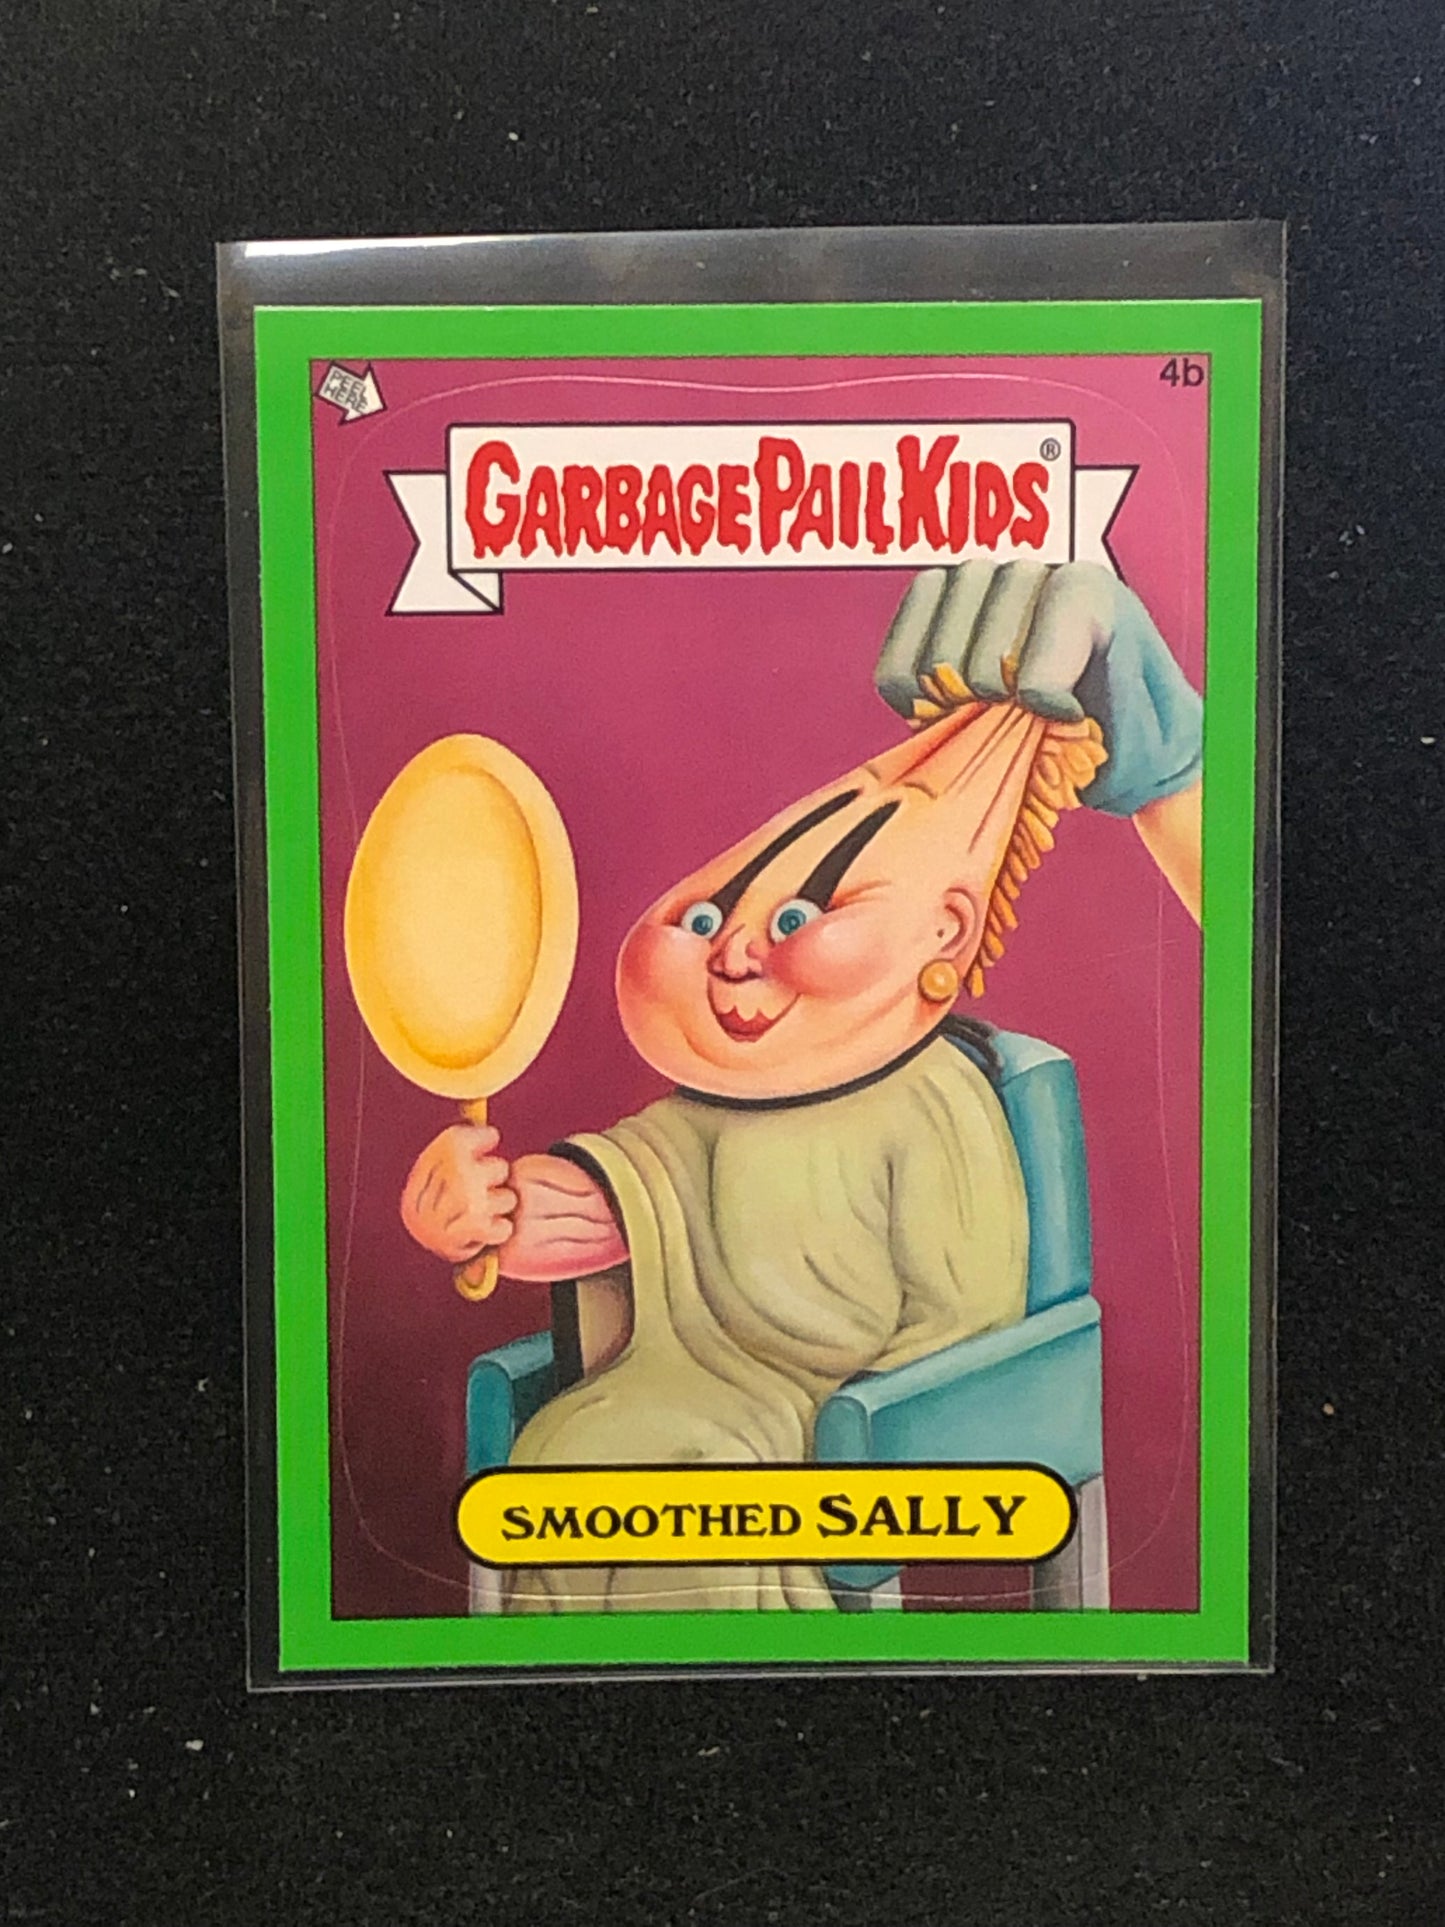 PEEL
HERE
4b
GARBAGE PAIL KIDS®
SMOOTHED SALLY